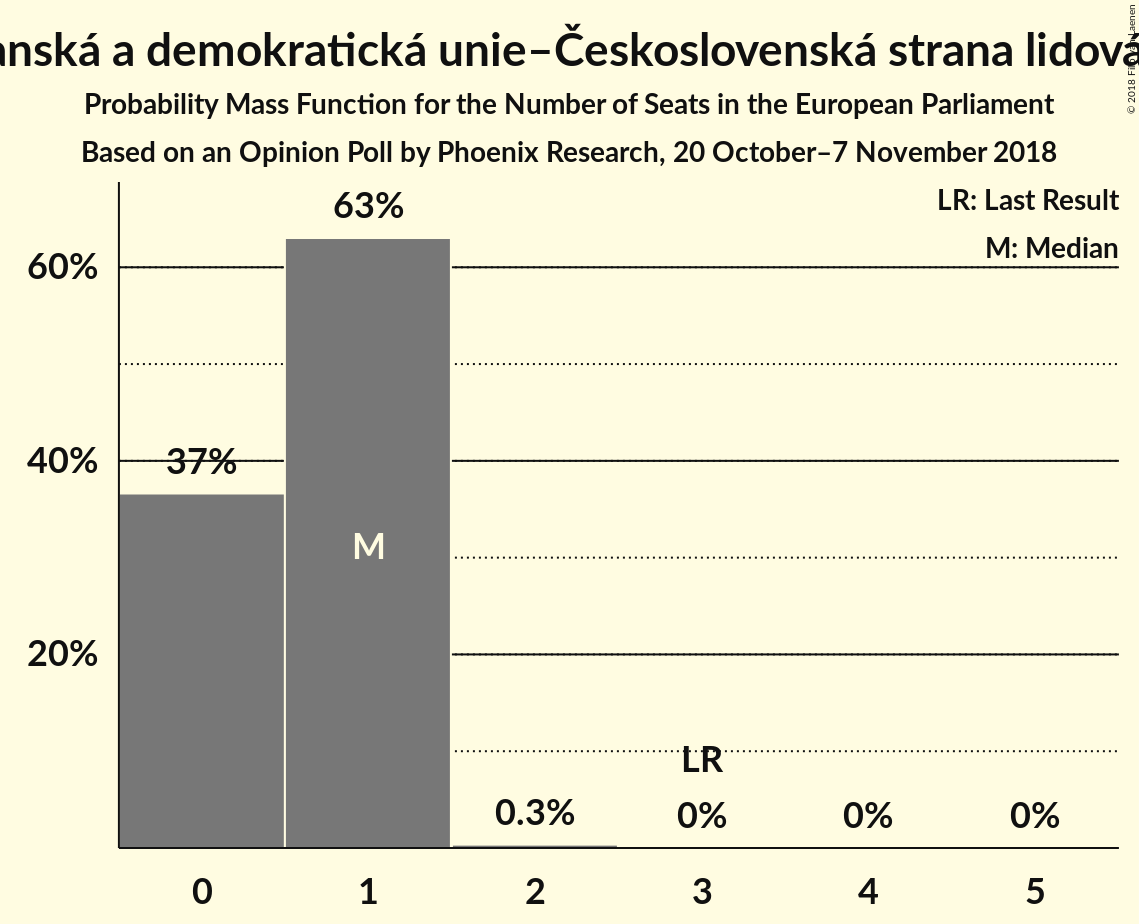 anská a demokratická unie–Československá strana lidová
Probability Mass Function for the Number of Seats in the European Parliament
Based on an Opinion Poll by Phoenix Research, 20 October–7 November 2018
LR: Last Result
M: Median
63%
60%
40%
37%
M
20%
LR
0.3%
0%
0%
0%
0
1
2
3
4
5
© 2018